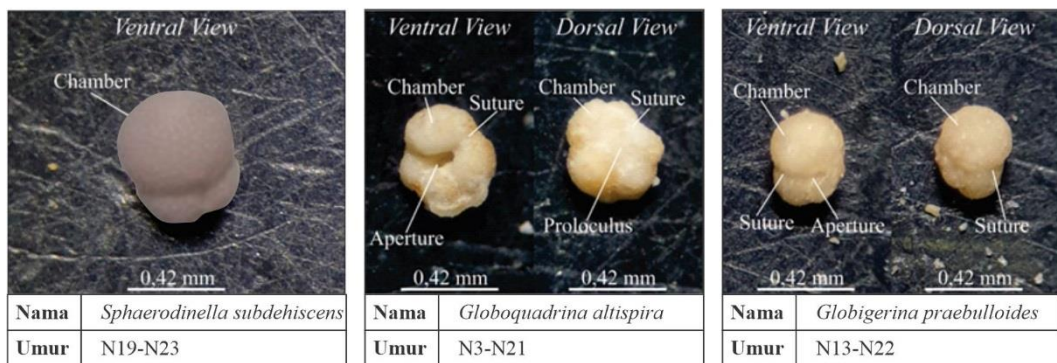 Ventral View
Chamber
0,42 mm
Nama Sphaerodinella subdehiscens
Umur N19-N23
Ventral View Dorsal View
Chamber Suture Chamber Suture
Aperture Proloculus
0,42 mm 0,42 mm
Nama Globoquadrina altispira
Umur N3-N21
Ventral View Dorsal View
Chamber Chamber
Suture Aperture Suture
0,42 mm 0,42 mm
Nama Globigerina praebulloides
Umur N13-N22